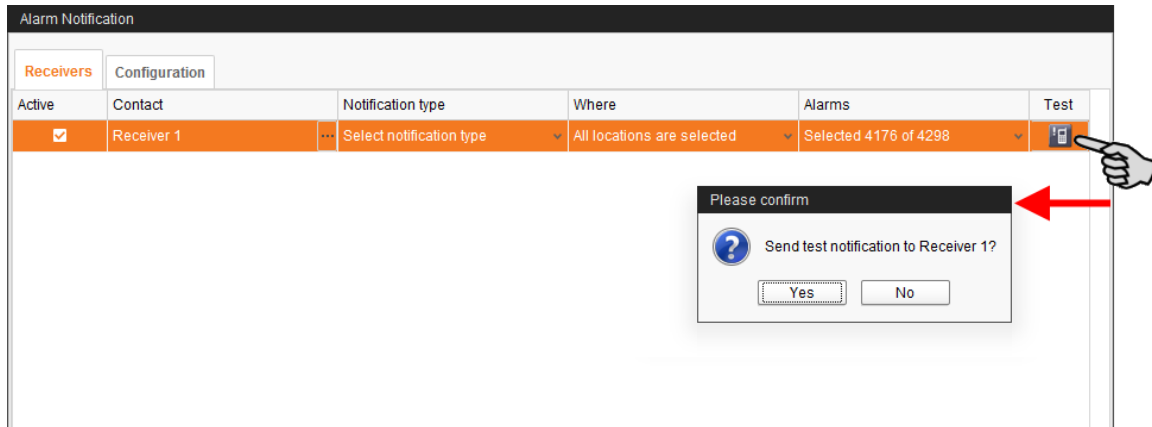 Alarm Notification
Receivers Configuration
Active Contact Notification type Where Alarms Test
Receiver 1 ... Select notification type All locations are selected Selected 4176 of 4298
Please confirm
Send test notification to Receiver 1?
Yes No